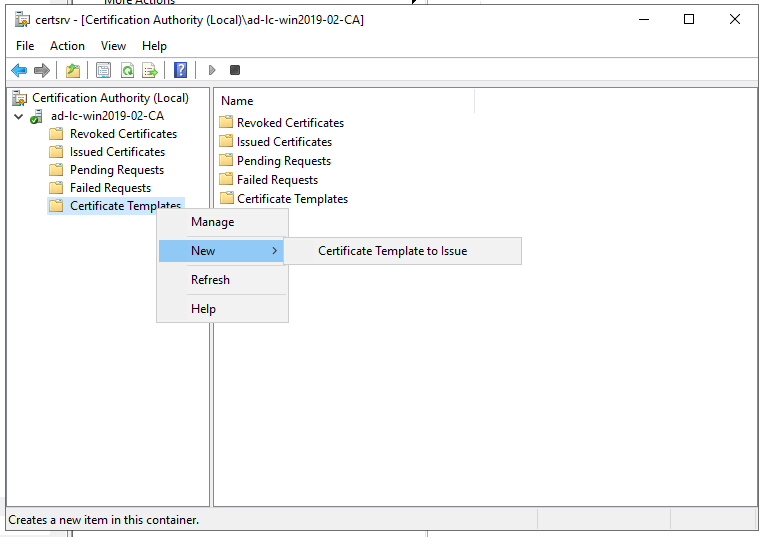 More Actions
certsrv - [Certification Authority (Local)\ad-lc-win2019-02-CA]
File Action View Help
Certification Authority (Local)
ad-lc-win2019-02-CA
Revoked Certificates
Issued Certificates
Pending Requests
Failed Requests
Certificate Templates
Name
Revoked Certificates
Issued Certificates
Pending Requests
Failed Requests
Certificate Templates
Manage
New
Certificate Template to Issue
Refresh
Help
Creates a new item in this container.